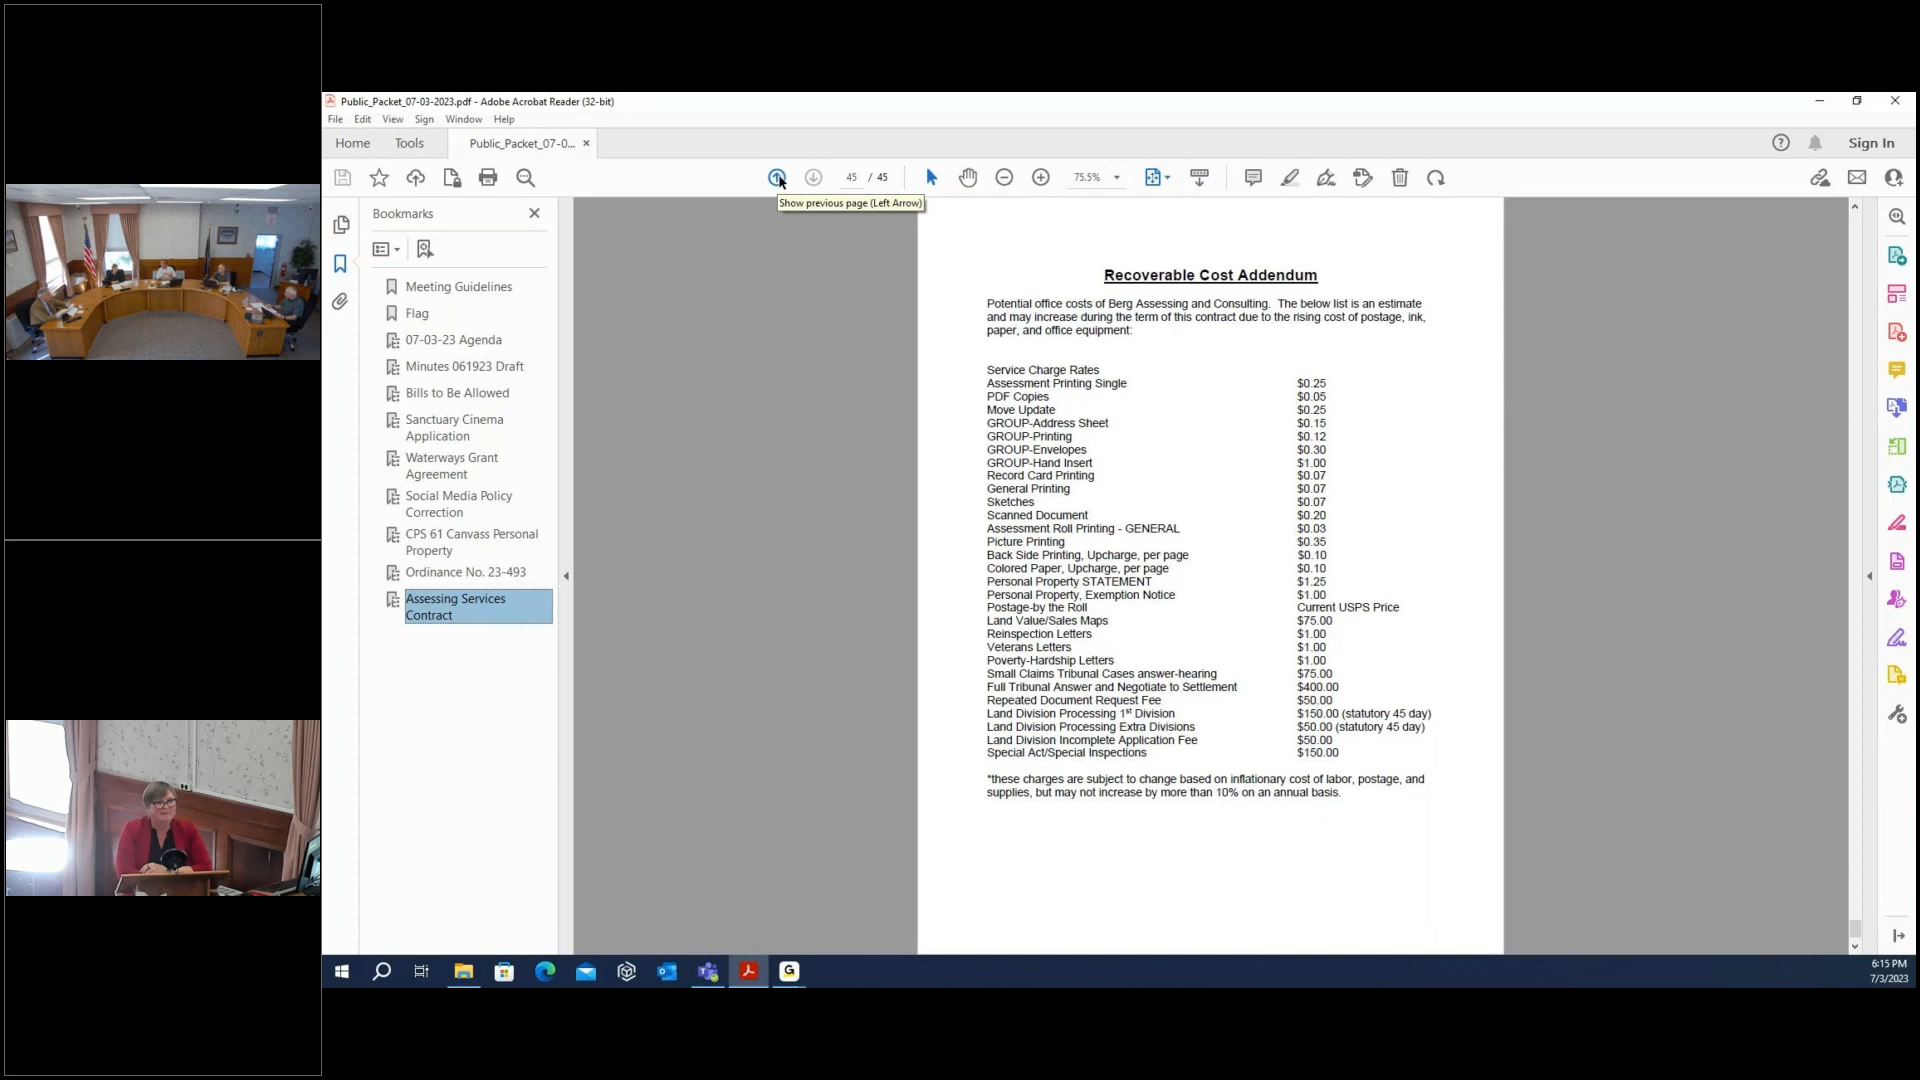 Public_Packet_07-03-2023.pdf - Adobe Acrobat Reader (32-bit)
File Edit View Sign Window Help
Home Tools Public_Packet_07-0... × Sign In
45 / 45 75.5%
Show previous page (Left Arrow)
Bookmarks
Meeting Guidelines
Flag
07-03-23 Agenda
Minutes 061923 Draft
Bills to Be Allowed
Sanctuary Cinema
Application
Waterways Grant
Agreement
Social Media Policy
Correction
CPS 61 Canvass Personal
Property
Ordinance No. 23-493
Assessing Services
Contract
Recoverable Cost Addendum
Potential office costs of Berg Assessing and Consulting. The below list is an estimate
and may increase during the term of this contract due to the rising cost of postage, ink,
paper, and office equipment:
Service Charge Rates
Assessment Printing Single $0.25
PDF Copies $0.05
Move Update $0.25
GROUP-Address Sheet $0.15
GROUP-Printing $0.12
GROUP-Envelopes $0.30
GROUP-Hand Insert $1.00
Record Card Printing $0.07
General Printing $0.07
Sketches $0.07
Scanned Document $0.20
Assessment Roll Printing - GENERAL $0.03
Picture Printing $0.35
Back Side Printing, Upcharge, per page $0.10
Colored Paper, Upcharge, per page $0.10
Personal Property STATEMENT $1.25
Personal Property, Exemption Notice $1.00
Postage-by the Roll Current USPS Price
Land Value/Sales Maps $75.00
Reinspection Letters $1.00
Veterans Letters $1.00
Poverty-Hardship Letters $1.00
Small Claims Tribunal Cases answer-hearing $75.00
Full Tribunal Answer and Negotiate to Settlement $400.00
Repeated Document Request Fee $50.00
Land Division Processing 1st Division $150.00 (statutory 45 day)
Land Division Processing Extra Divisions $50.00 (statutory 45 day)
Land Division Incomplete Application Fee $50.00
Special Act/Special Inspections $150.00
*these charges are subject to change based on inflationary cost of labor, postage, and
supplies, but may not increase by more than 10% on an annual basis.
6:15 PM
7/3/2023